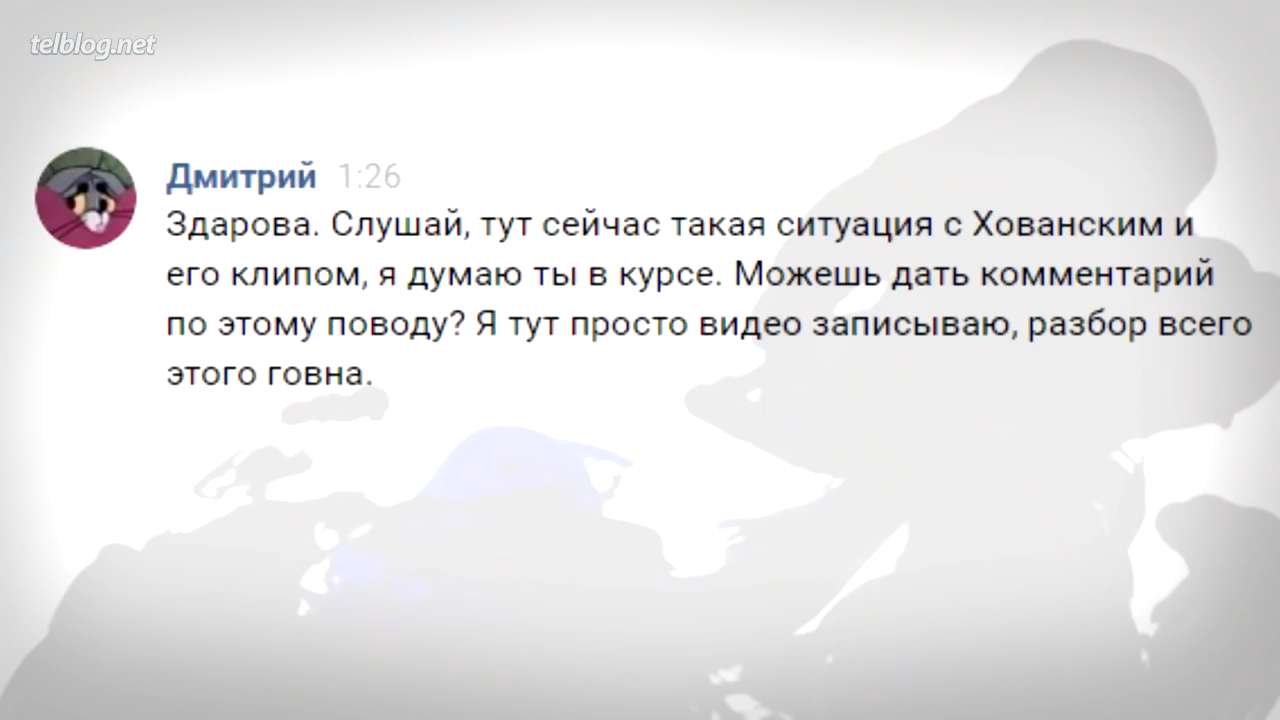 telblog.net
Дмитрий 1:26
Здарова. Слушай, тут сейчас такая ситуация с Хованским и
его клипом, я думаю ты в курсе. Можешь дать комментарий
по этому поводу? Я тут просто видео записываю, разбор всего
этого говна.